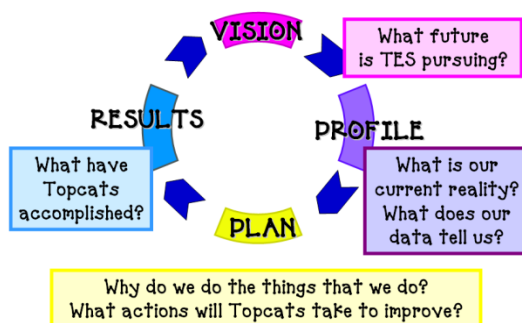 VISION
What future
is TES pursuing?
RESULTS
PROFILE
What have
Topcats
accomplished?
What is our
current reality?
What does our
data tell us?
PLAN
Why do we do the things that we do?
What actions will Topcats take to improve?